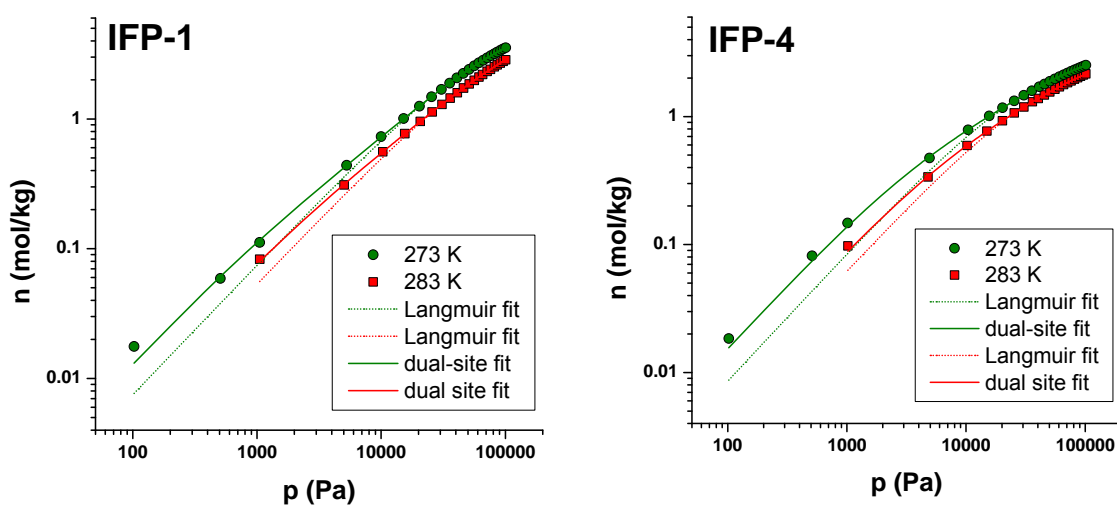 IFP-1
n (mol/kg)
1
0.1
0.01
273 K
283 K
Langmuir fit
Langmuir fit
dual-site fit
dual site fit
100
1000
10000
100000
p (Pa)
IFP-4
n (mol/kg)
1
0.1
0.01
273 K
283 K
Langmuir fit
dual-site fit
Langmuir fit
dual site fit
100
1000
10000
100000
p (Pa)